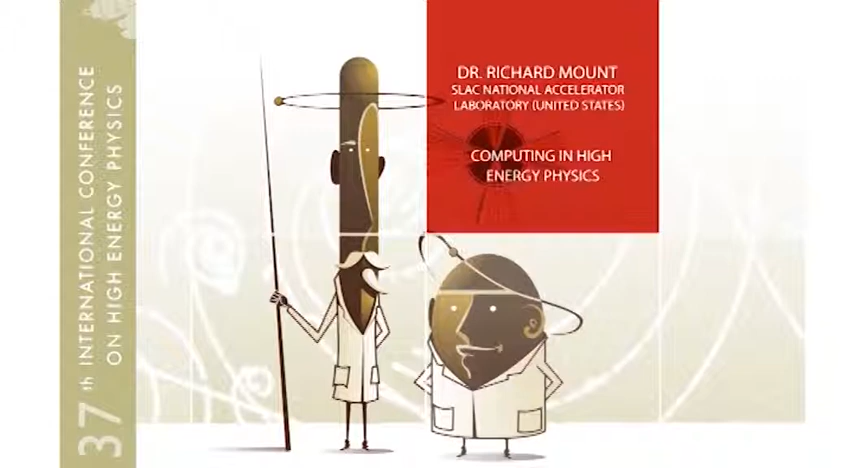 37th INTERNATIONAL CONFERENCE
ON HIGH ENERGY PHYSICS
DR. RICHARD MOUNT
SLAC NATIONAL ACCELERATOR
LABORATORY (UNITED STATES)
COMPUTING IN HIGH
ENERGY PHYSICS